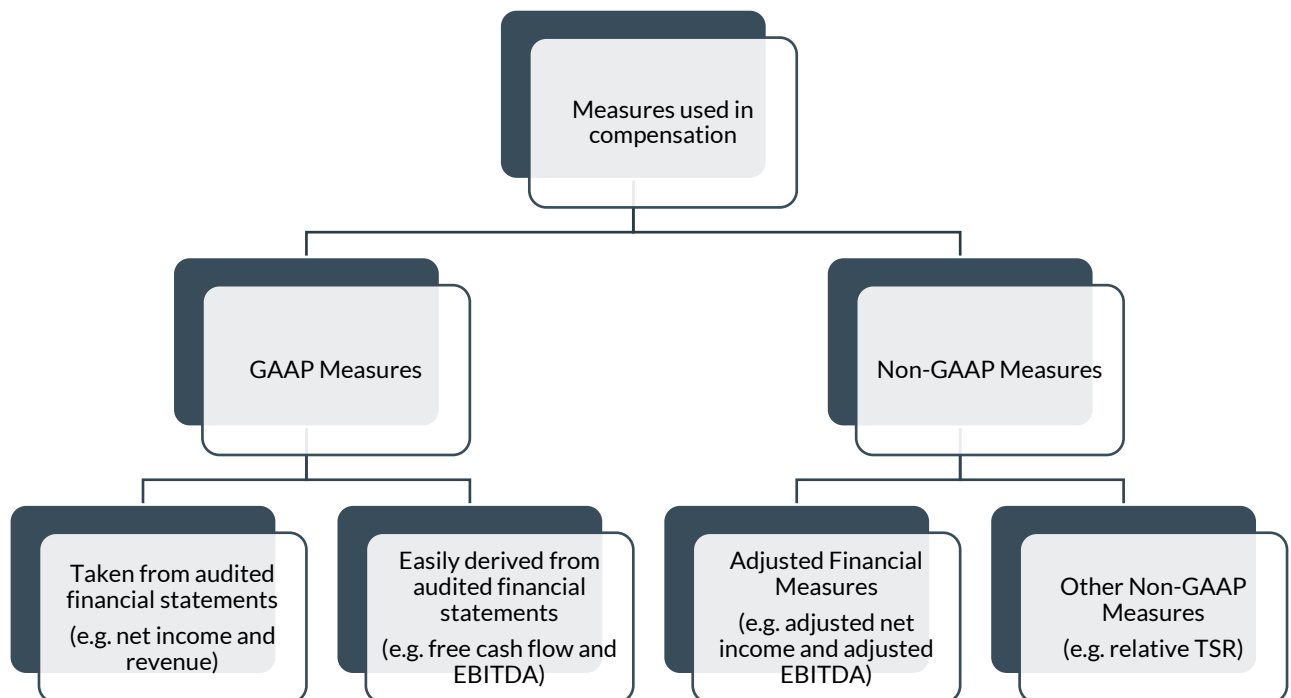 Measures used in
compensation
GAAP Measures
Non-GAAP Measures
Taken from audited
financial statements
(e.g. net income and
revenue)
Easily derived from
audited financial
statements
(e.g. free cash flow and
EBITDA)
Adjusted Financial
Measures
(e.g. adjusted net
income and adjusted
EBITDA)
Other Non-GAAP
Measures
(e.g. relative TSR)